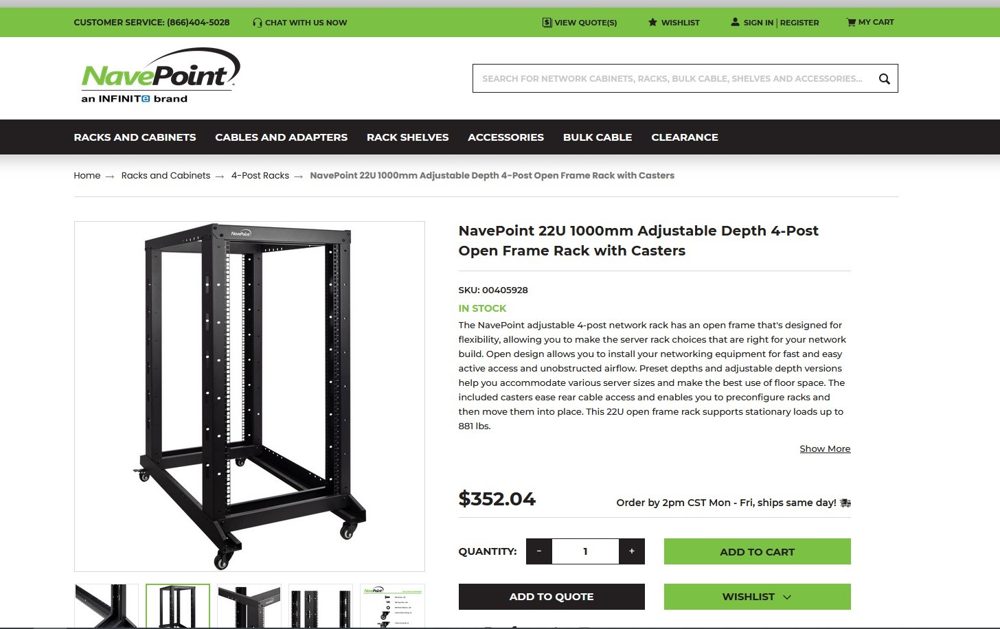 CUSTOMER SERVICE: (866)404-5028
CHAT WITH US NOW
VIEW QUOTE(S)
WISHLIST
SIGN IN | REGISTER
MY CART
NavePoint
an INFINITe brand
SEARCH FOR NETWORK CABINETS, RACKS, BULK CABLE, SHELVES AND ACCESSORIES...
RACKS AND CABINETS
CABLES AND ADAPTERS
RACK SHELVES
ACCESSORIES
BULK CABLE
CLEARANCE
Home → Racks and Cabinets → 4-Post Racks → NavePoint 22U 1000mm Adjustable Depth 4-Post Open Frame Rack with Casters
NavePoint
NavePoint 22U 1000mm Adjustable Depth 4-Post
Open Frame Rack with Casters
SKU: 00405928
IN STOCK
The NavePoint adjustable 4-post network rack has an open frame that's designed for
flexibility, allowing you to make the server rack choices that are right for your network
build. Open design allows you to install your networking equipment for fast and easy
active access and unobstructed airflow. Preset depths and adjustable depth versions
help you accommodate various server sizes and make the best use of floor space. The
included casters ease rear cable access and enables you to preconfigure racks and
then move them into place. This 22U open frame rack supports stationary loads up to
881 lbs.
Show More
$352.04
Order by 2pm CST Mon - Fri, ships same day!
QUANTITY:
-
1
+
ADD TO CART
ADD TO QUOTE
WISHLIST
NavePoint